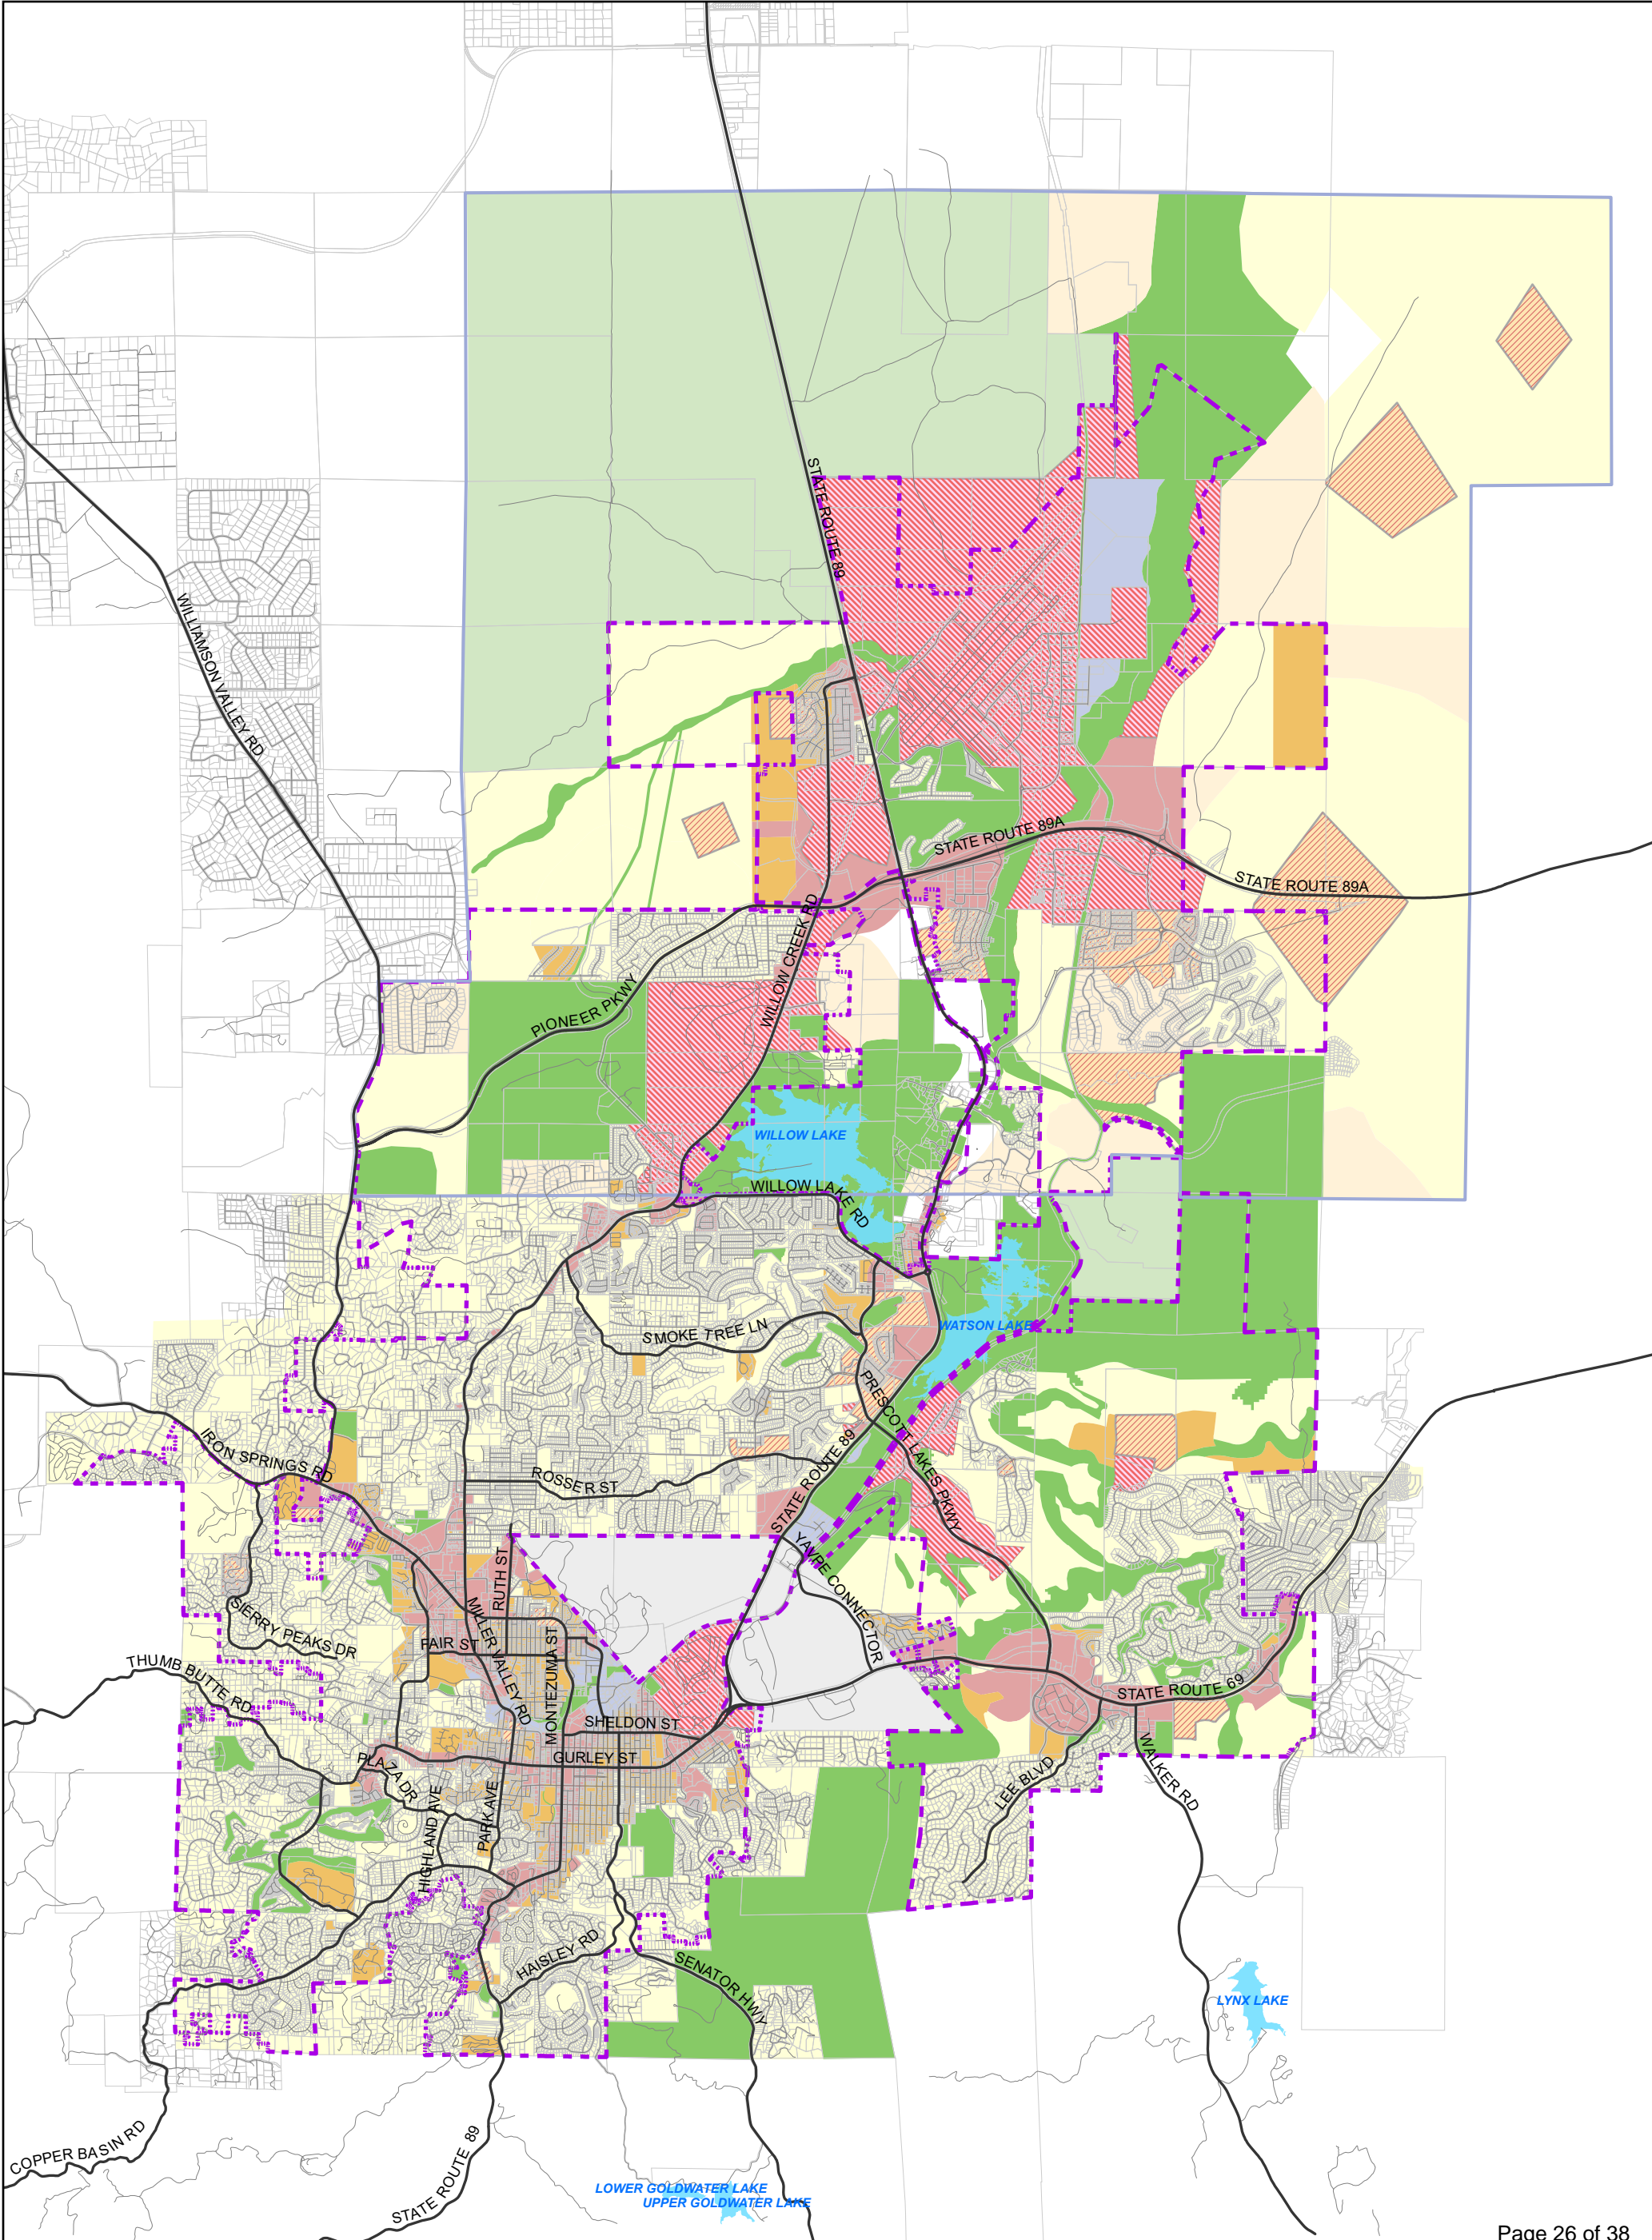 STATE ROUTE 89
WILLIAMSON VALLEY RD
STATE ROUTE 89A
STATE ROUTE 89A
WILLOW CREEK RD
PIONEER PKWY
WILLOW LAKE
WILLOW LAKE RD
WATSON LAKE
SMOKE TREE LN
PRESCOTT LAKES PKWY
IRON SPRINGS RD
STATE ROUTE 89
ROSSER ST
YAVPE CONNECTOR
RUTH ST
MILLER VALLEY RD
SIERRY PEAKS DR
FAIR ST
MONTEZUMA ST
THUMB BUTTE RD
STATE ROUTE 69
SHELDON ST
GURLEY ST
PLAZA DR
WALKER RD
LEE BLVD
HIGHLAND AVE
PARK AVE
HAISLEY RD
SENATOR HWY
LYNX LAKE
COPPER BASIN RD
STATE ROUTE 89
LOWER GOLDWATER LAKE
UPPER GOLDWATER LAKE
Page 26 of 38